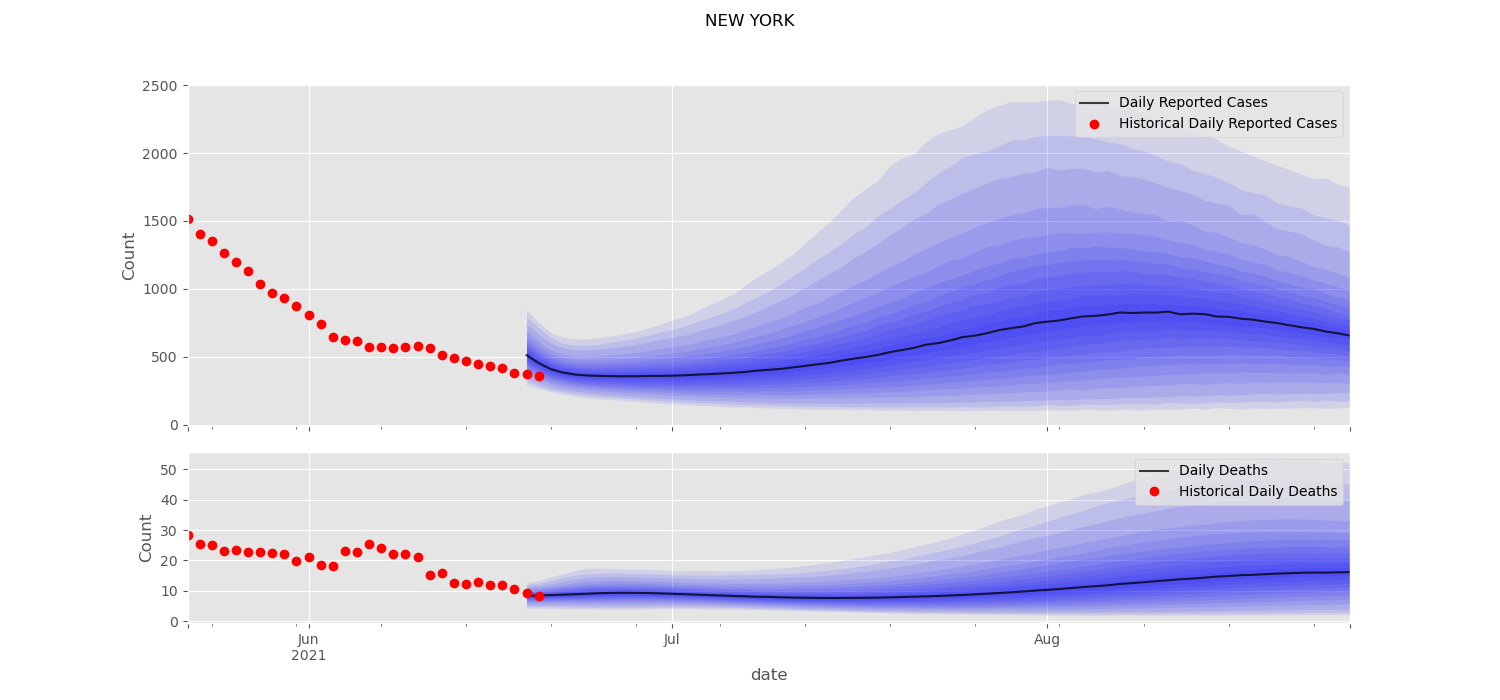 NEW YORK
2500
2000
1500
1000
500
0
Count
Daily Reported Cases
Historical Daily Reported Cases
50
40
30
20
10
0
Count
Daily Deaths
Historical Daily Deaths
Jun
2021
Jul
Aug
date